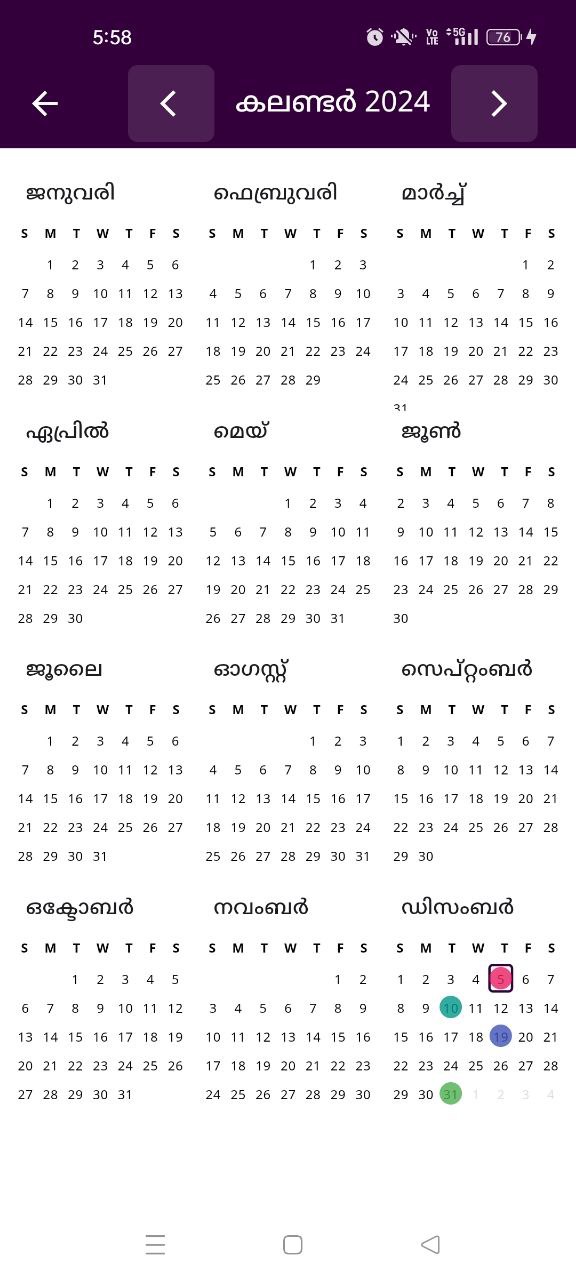 5:58 Vo LTE 5G 76
കലണ്ടർ 2024
ജനുവരി ഫെബ്രുവരി മാർച്ച്
S M T W T F S S M T W T F S S M T W T F S
1 2 3 4 5 6 1 2 3 1 2
7 8 9 10 11 12 13 4 5 6 7 8 9 10 3 4 5 6 7 8 9
14 15 16 17 18 19 20 11 12 13 14 15 16 17 10 11 12 13 14 15 16
21 22 23 24 25 26 27 18 19 20 21 22 23 24 17 18 19 20 21 22 23
28 29 30 31 25 26 27 28 29 24 25 26 27 28 29 30
31
ഏപ്രിൽ മെയ് ജൂൺ
S M T W T F S S M T W T F S S M T W T F S
1 2 3 4 5 6 1 2 3 4 2 3 4 5 6 7 8
7 8 9 10 11 12 13 5 6 7 8 9 10 11 9 10 11 12 13 14 15
14 15 16 17 18 19 20 12 13 14 15 16 17 18 16 17 18 19 20 21 22
21 22 23 24 25 26 27 19 20 21 22 23 24 25 23 24 25 26 27 28 29
28 29 30 26 27 28 29 30 31 30
ജൂലൈ ഓഗസ്റ്റ് സെപ്റ്റംബർ
S M T W T F S S M T W T F S S M T W T F S
1 2 3 4 5 6 1 2 3 1 2 3 4 5 6 7
7 8 9 10 11 12 13 4 5 6 7 8 9 10 8 9 10 11 12 13 14
14 15 16 17 18 19 20 11 12 13 14 15 16 17 15 16 17 18 19 20 21
21 22 23 24 25 26 27 18 19 20 21 22 23 24 22 23 24 25 26 27 28
28 29 30 31 25 26 27 28 29 30 31 29 30
ഒക്ടോബർ നവംബർ ഡിസംബർ
S M T W T F S S M T W T F S S M T W T F S
1 2 3 4 5 1 2 1 2 3 4 5 6 7
6 7 8 9 10 11 12 3 4 5 6 7 8 9 8 9 10 11 12 13 14
13 14 15 16 17 18 19 10 11 12 13 14 15 16 15 16 17 18 19 20 21
20 21 22 23 24 25 26 17 18 19 20 21 22 23 22 23 24 25 26 27 28
27 28 29 30 31 24 25 26 27 28 29 30 29 30 31 1 2 3 4